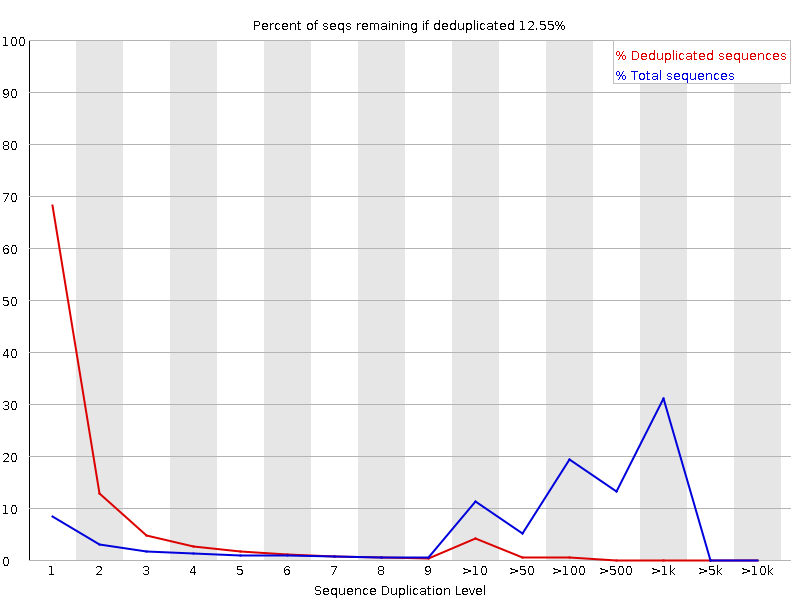 Percent of seqs remaining if deduplicated 12.55%
% Deduplicated sequences
% Total sequences
100
90
80
70
60
50
40
30
20
10
0
1 2 3 4 5 6 7 8 9 >10 >50 >100 >500 >1k >5k >10k
Sequence Duplication Level